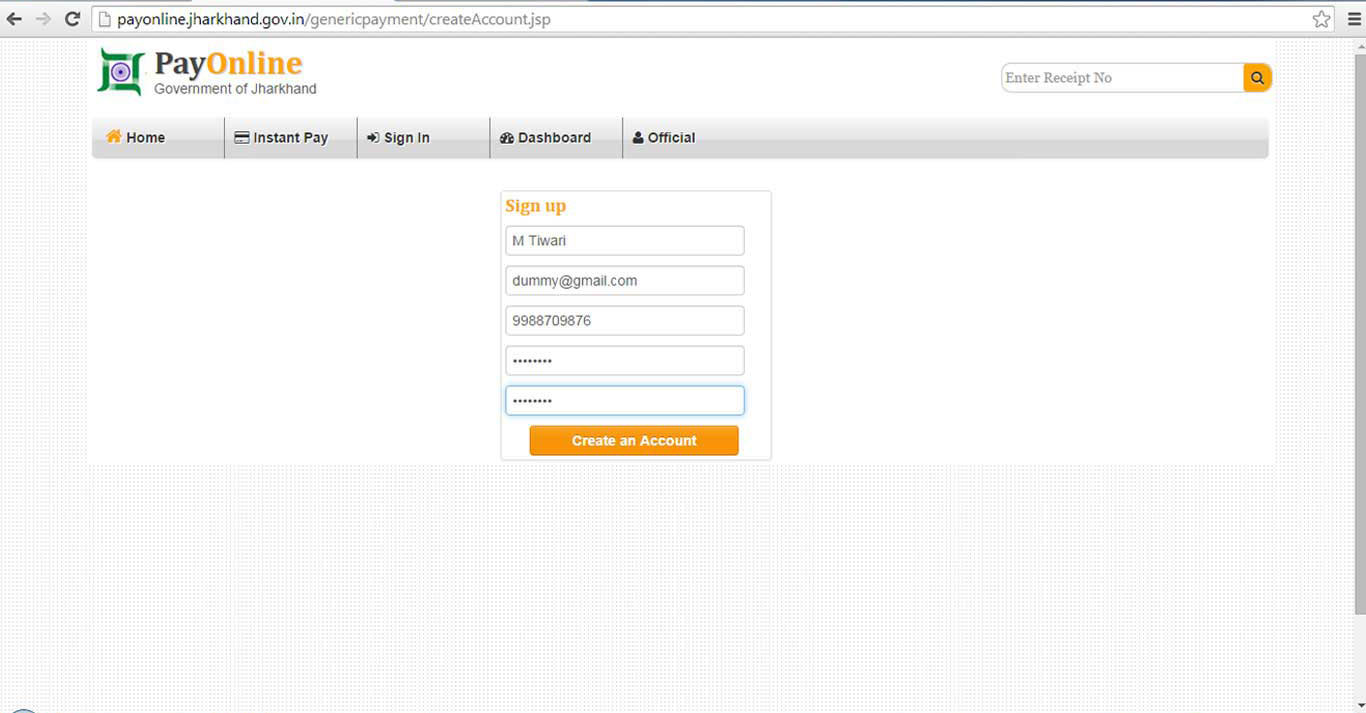 payonline.jharkhand.gov.in/genericpayment/createAccount.jsp
PayOnline
Government of Jharkhand
Enter Receipt No
Home Instant Pay Sign In Dashboard Official
Sign up
M Tiwari
dummy@gmail.com
9988709876
••••••••
••••••••
Create an Account